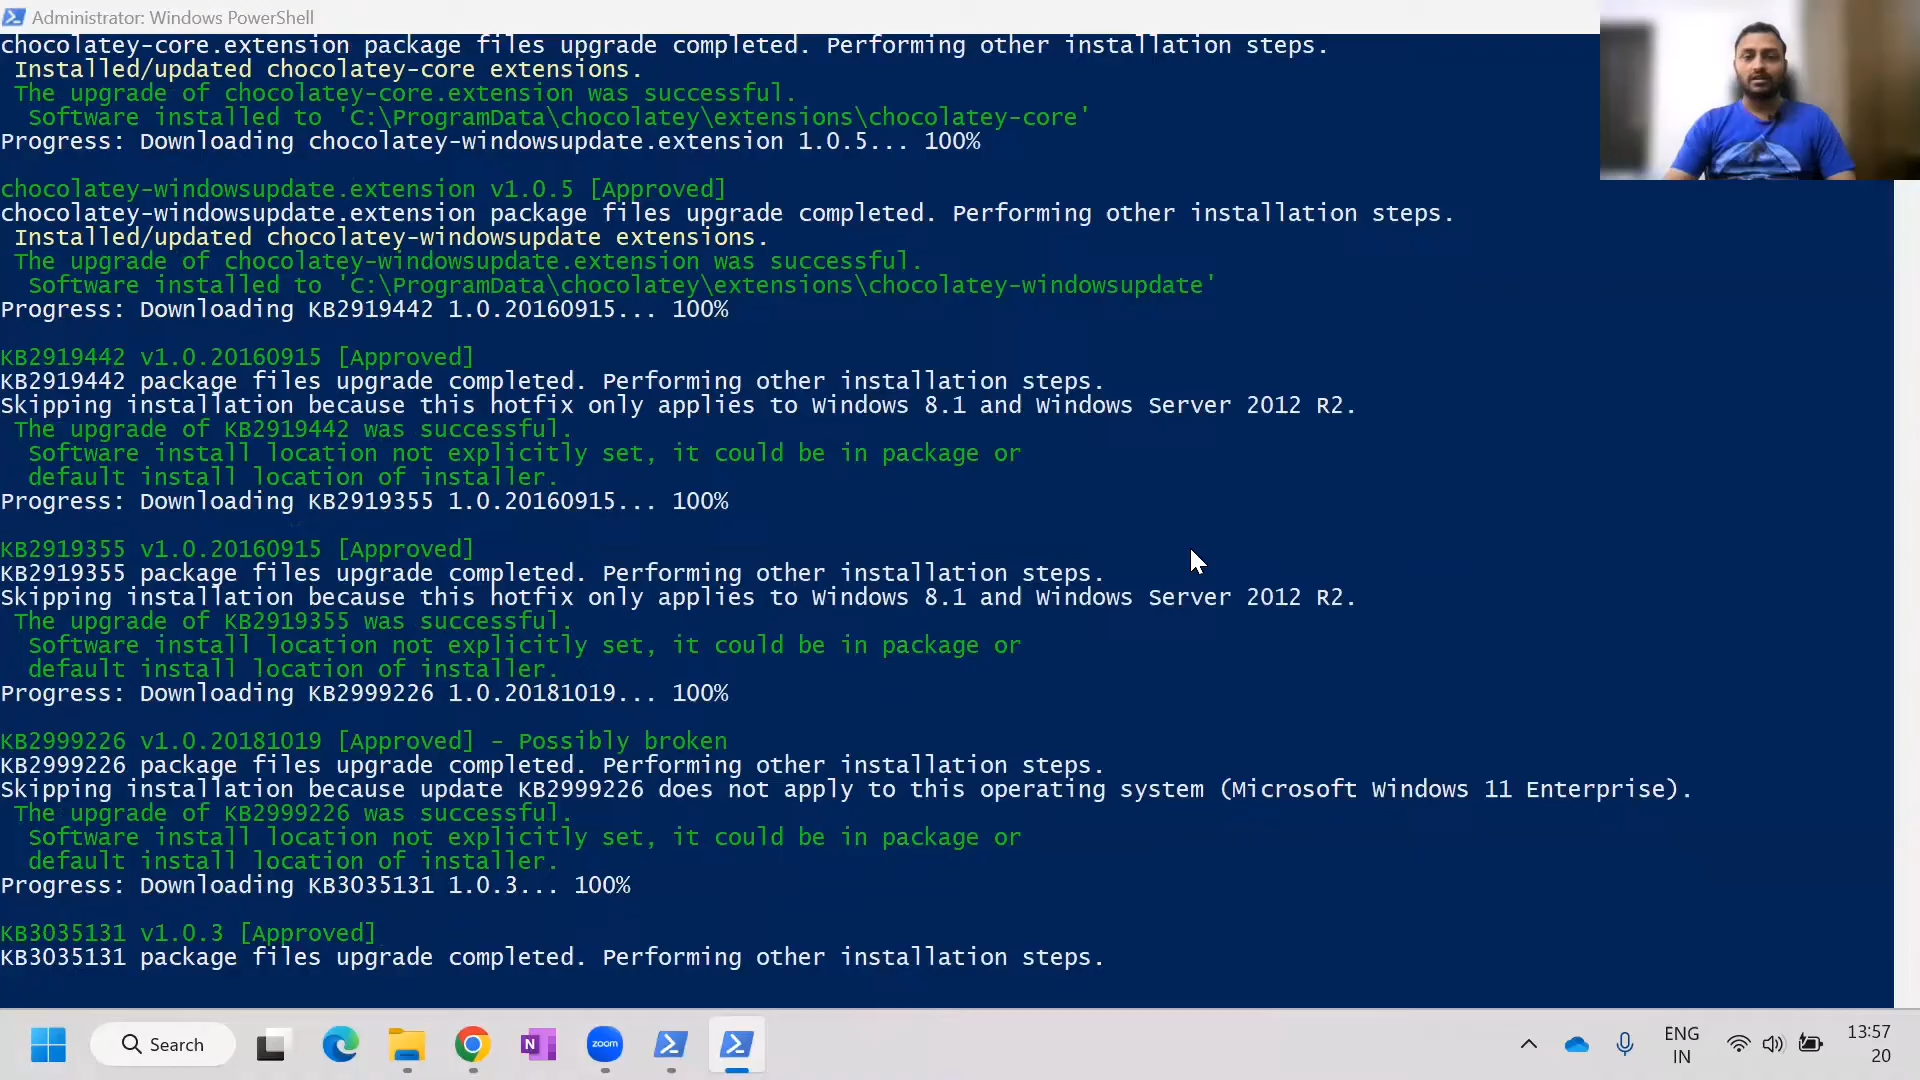 Administrator: Windows PowerShell
chocolatey-core.extension package files upgrade completed. Performing other installation steps.
Installed/updated chocolatey-core extensions.
The upgrade of chocolatey-core.extension was successful.
Software installed to 'C:\ProgramData\chocolatey\extensions\chocolatey-core'
Progress: Downloading chocolatey-windowsupdate.extension 1.0.5... 100%
chocolatey-windowsupdate.extension v1.0.5 [Approved]
chocolatey-windowsupdate.extension package files upgrade completed. Performing other installation steps.
Installed/updated chocolatey-windowsupdate extensions.
The upgrade of chocolatey-windowsupdate.extension was successful.
Software installed to 'C:\ProgramData\chocolatey\extensions\chocolatey-windowsupdate'
Progress: Downloading KB2919442 1.0.20160915... 100%
KB2919442 v1.0.20160915 [Approved]
KB2919442 package files upgrade completed. Performing other installation steps.
Skipping installation because this hotfix only applies to Windows 8.1 and Windows Server 2012 R2.
The upgrade of KB2919442 was successful.
Software install location not explicitly set, it could be in package or
default install location of installer.
Progress: Downloading KB2919355 1.0.20160915... 100%
KB2919355 v1.0.20160915 [Approved]
KB2919355 package files upgrade completed. Performing other installation steps.
Skipping installation because this hotfix only applies to Windows 8.1 and Windows Server 2012 R2.
The upgrade of KB2919355 was successful.
Software install location not explicitly set, it could be in package or
default install location of installer.
Progress: Downloading KB2999226 1.0.20181019... 100%
KB2999226 v1.0.20181019 [Approved] - Possibly broken
KB2999226 package files upgrade completed. Performing other installation steps.
Skipping installation because update KB2999226 does not apply to this operating system (Microsoft Windows 11 Enterprise).
The upgrade of KB2999226 was successful.
Software install location not explicitly set, it could be in package or
default install location of installer.
Progress: Downloading KB3035131 1.0.3... 100%
KB3035131 v1.0.3 [Approved]
KB3035131 package files upgrade completed. Performing other installation steps.
Search
N
zoom
ENG
IN
13:57
20